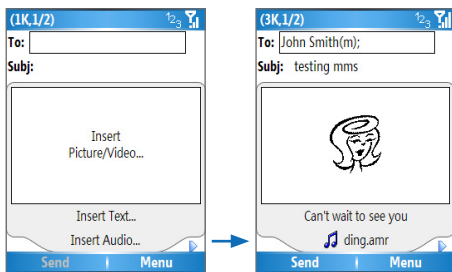 (1K,1/2) 123
To:
Subj:
Insert
Picture/Video...
Insert Text...
Insert Audio...
Send Menu
(3K,1/2) 123
To: John Smith(m);
Subj: testing mms
Can't wait to see you
ding.amr
Send Menu